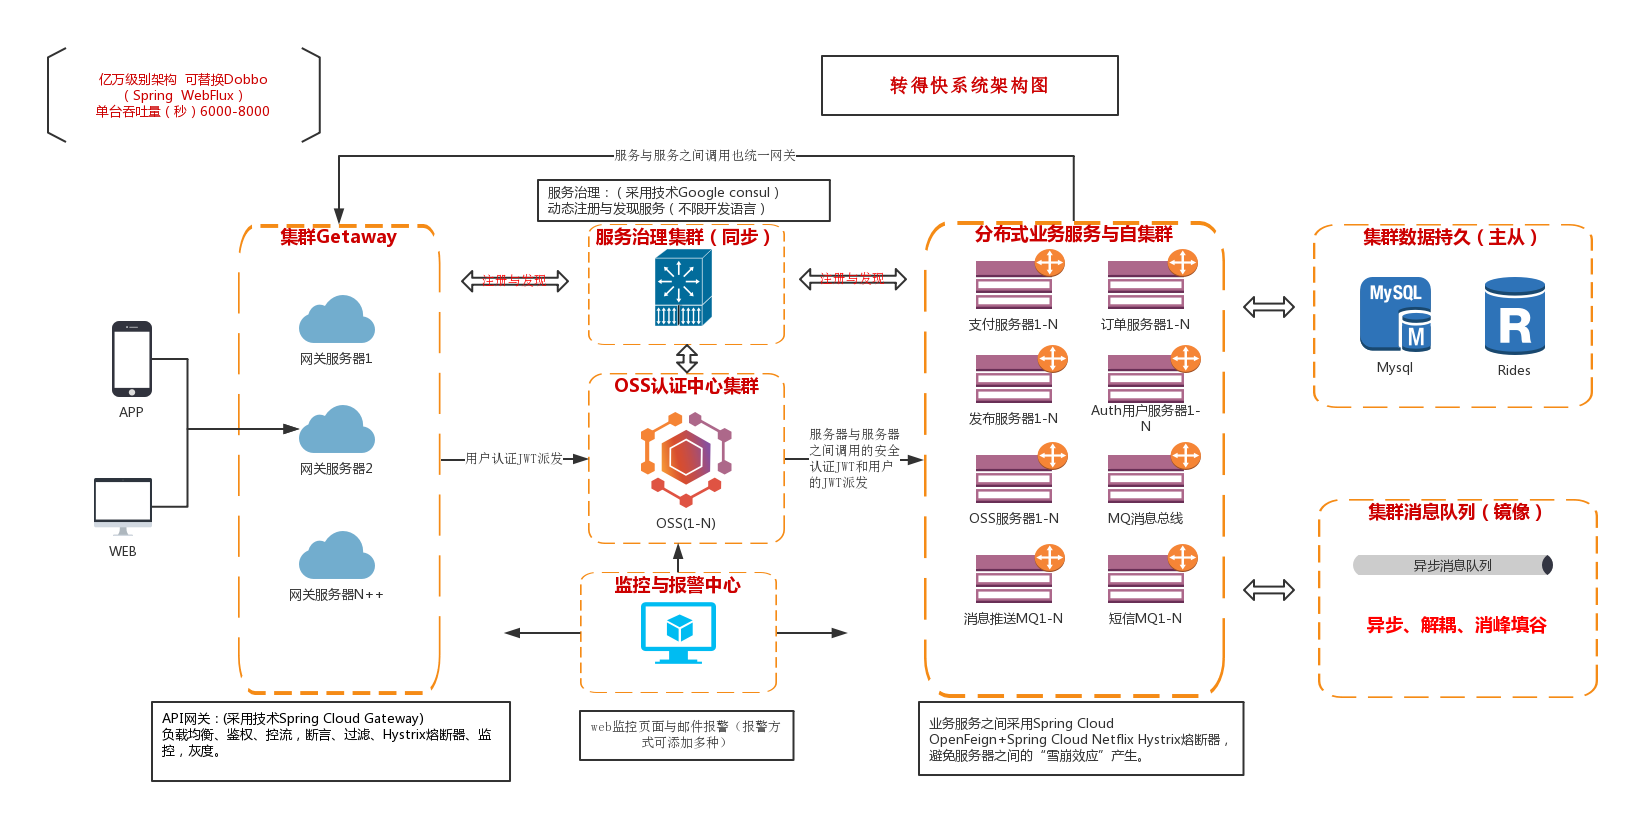 亿万级别架构 可替换Dobbo
（Spring WebFlux）
单台吞吐量（秒）6000-8000
转得快系统架构图
服务与服务之间调用也统一网关
服务治理：（采用技术Google consul）
动态注册与发现服务（不限开发语言）
集群Getaway
服务治理集群（同步）
分布式业务服务与自集群
集群数据持久（主从）
注册与发现
注册与发现
网关服务器1
网关服务器2
网关服务器N++
APP
WEB
用户认证JWT派发
OSS认证中心集群
OSS(1-N)
服务器与服务器
之间调用的安全
认证JWT和用户
的JWT派发
支付服务器1-N
订单服务器1-N
发布服务器1-N
Auth用户服务器1-
N
OSS服务器1-N
MQ消息总线
消息推送MQ1-N
短信MQ1-N
MySQL
M
Mysql
R
Rides
集群消息队列（镜像）
异步消息队列
异步、解耦、消峰填谷
监控与报警中心
API网关：(采用技术Spring Cloud Gateway)
负载均衡、鉴权、控流，断言、过滤、Hystrix熔断器、监
控，灰度。
web监控页面与邮件报警（报警方
式可添加多种）
业务服务之间采用Spring Cloud
OpenFeign+Spring Cloud Netflix Hystrix熔断器，
避免服务器之间的“雪崩效应”产生。